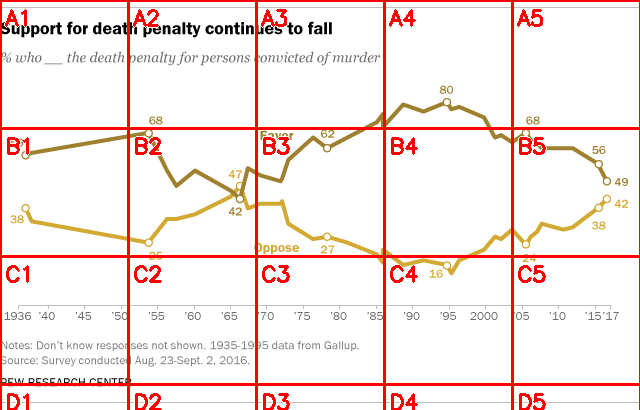 Support for death penalty continues to fall
% who __ the death penalty for persons convicted of murder
A1 A2 A3 A4 A5
80
68
68
Favor
62
B1 B2 B3 B4 B5
56
47
49
42
42
38
38
Oppose
27
25
24
16
C1 C2 C3 C4 C5
1936 '40 '45 50 '55 '60 '65 '70 '75 '80 '85 '90 '95 2000 '05 '10 '15 '17
Notes: Don't know responses not shown. 1935-1995 data from Gallup.
Source: Survey conducted Aug. 23-Sept. 2, 2016.
PEW RESEARCH CENTER
D1 D2 D3 D4 D5